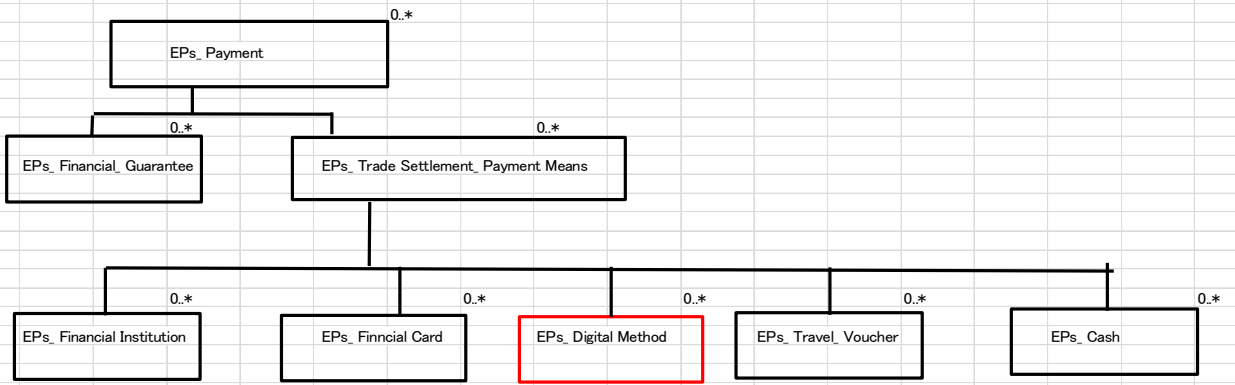 0..*
EPs_ Payment
0..*
0..*
EPs_ Financial_ Guarantee
EPs_ Trade Settlement_ Payment Means
0..*
0..*
0..*
0..*
0..*
EPs_ Financial Institution
EPs_ Finncial Card
EPs_ Digital Method
EPs_ Travel_ Voucher
EPs_ Cash